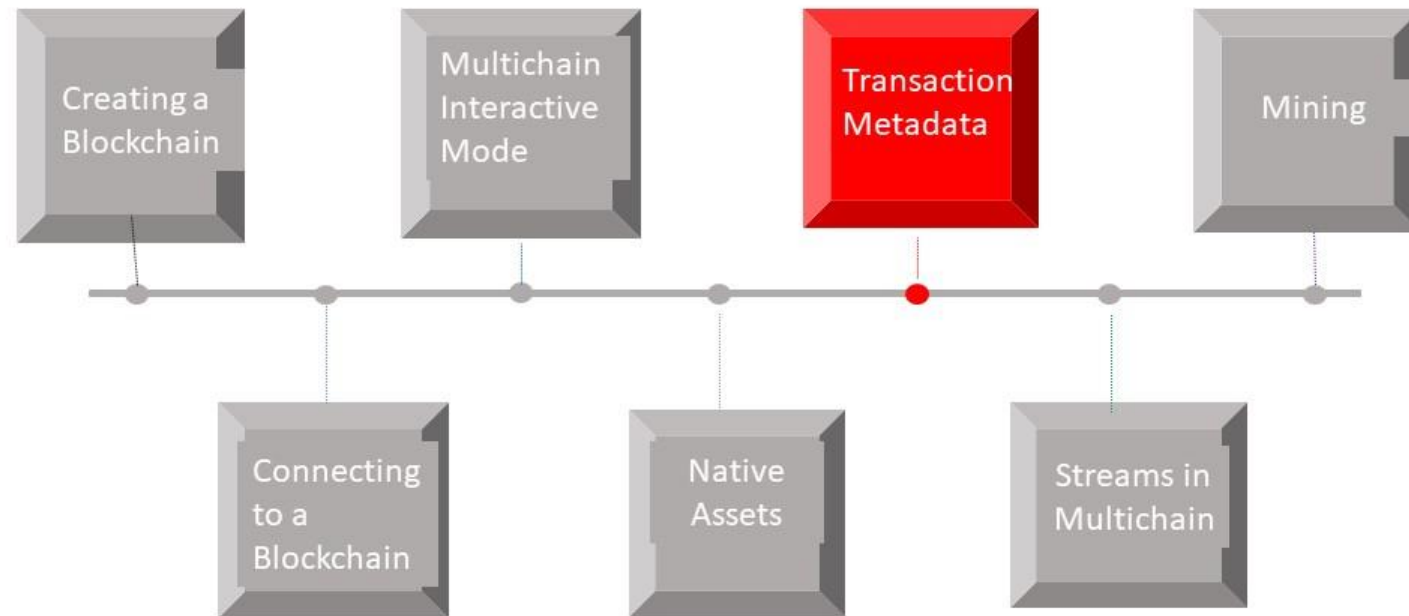 Creating a
Blockchain
Multichain
Interactive
Mode
Transaction
Metadata
Mining
Connecting
to a
Blockchain
Native
Assets
Streams in
Multichain